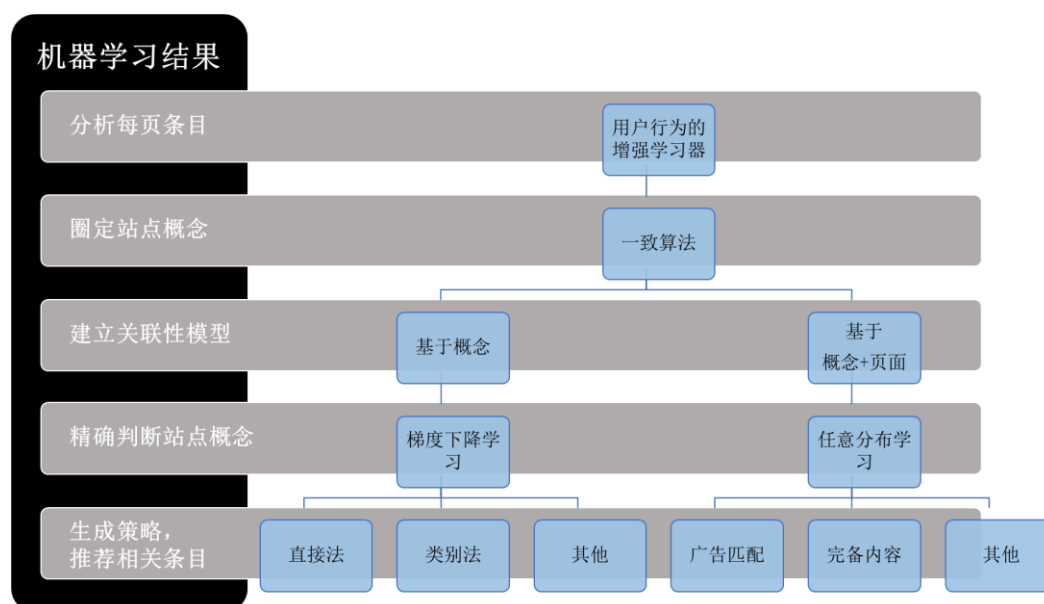 机器学习结果
分析每页条目
用户行为的
增强学习器
圈定站点概念
一致算法
建立关联性模型
基于概念
基于
概念+页面
精确判断站点概念
梯度下降学
习
任意分布学
习
生成策略，
推荐相关条目
直接法
类别法
其他
广告匹配
完备内容
其他